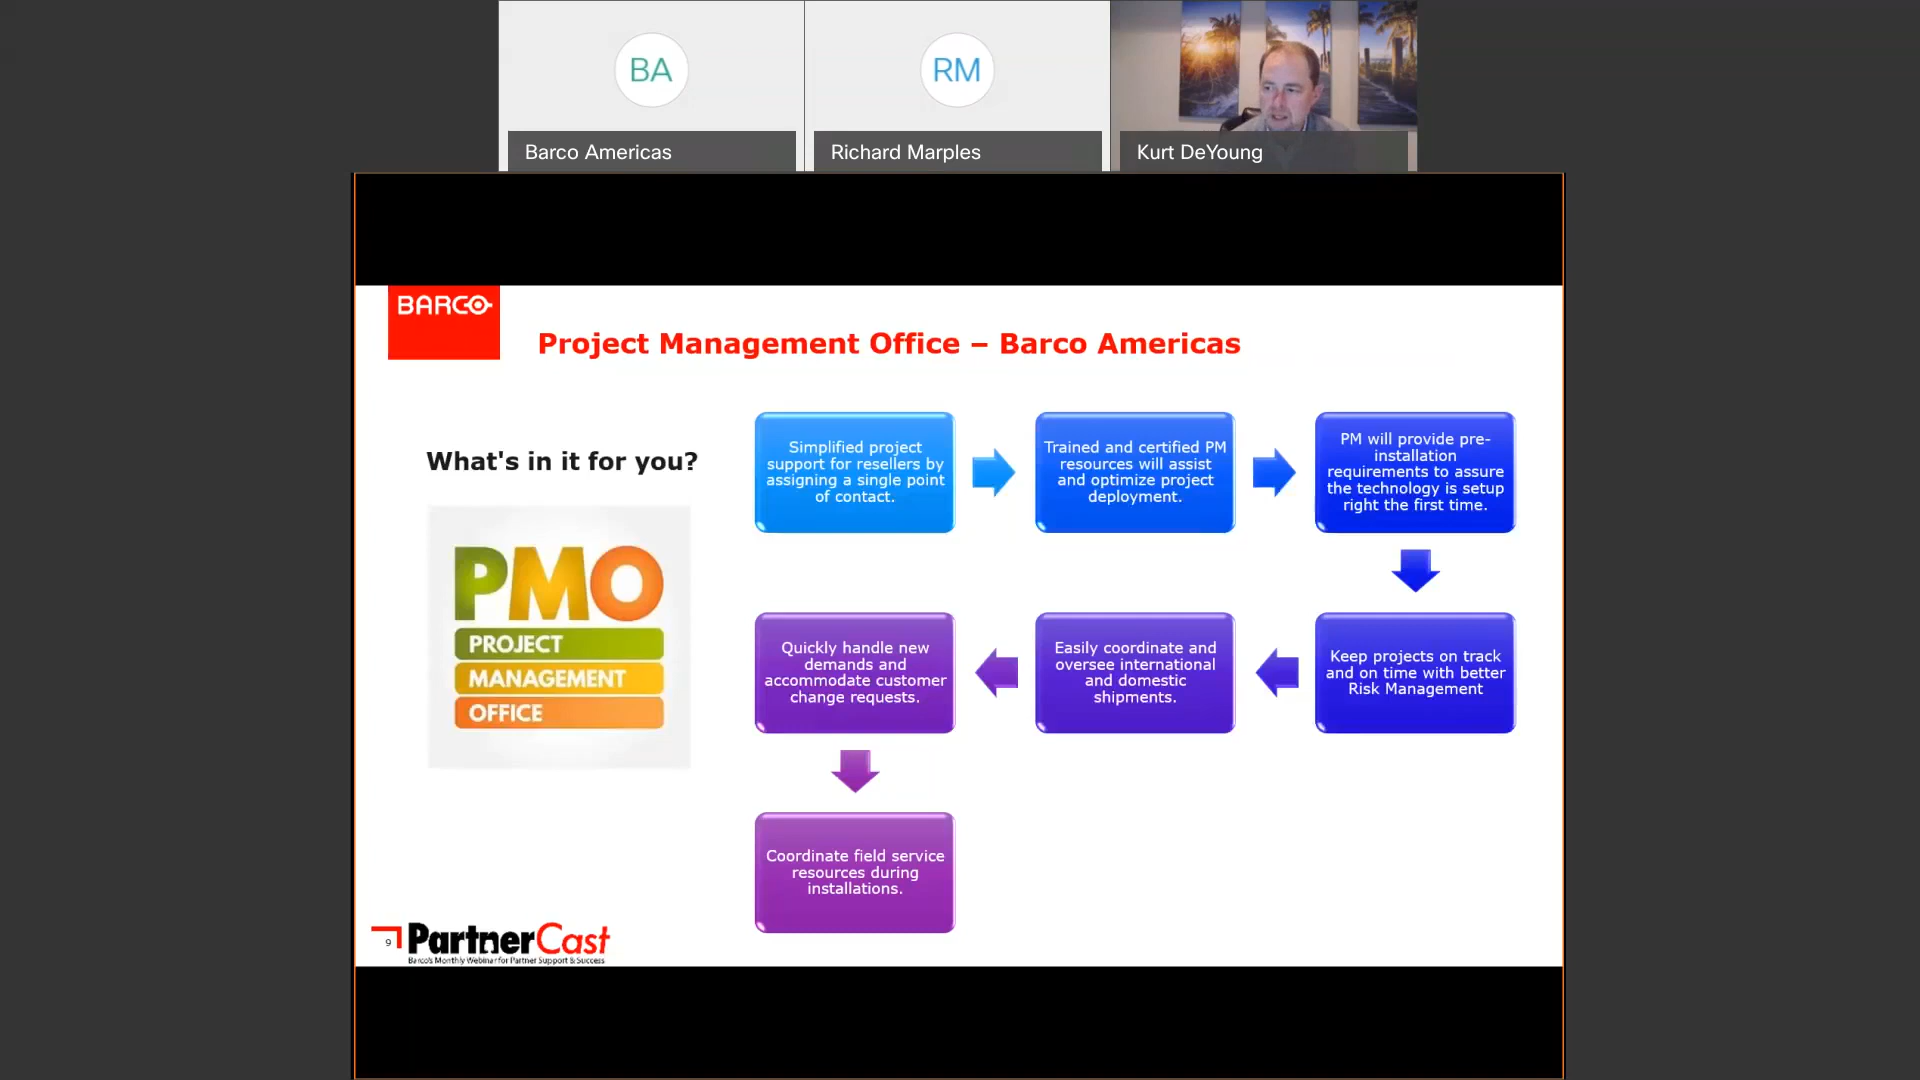 BA
RM
Barco Americas
Richard Marples
Kurt DeYoung
BARCO
Project Management Office – Barco Americas
What's in it for you?
PMO
PROJECT
MANAGEMENT
OFFICE
Simplified project
support for resellers by
assigning a single point
of contact.
Trained and certified PM
resources will assist
and optimize project
deployment.
PM will provide pre-
installation
requirements to assure
the technology is setup
right the first time.
Keep projects on track
and on time with better
Risk Management
Easily coordinate and
oversee international
and domestic
shipments.
Quickly handle new
demands and
accommodate customer
change requests.
Coordinate field service
resources during
installations.
9
PartnerCast
Barco's Monthly Webinar for Partner Support & Success